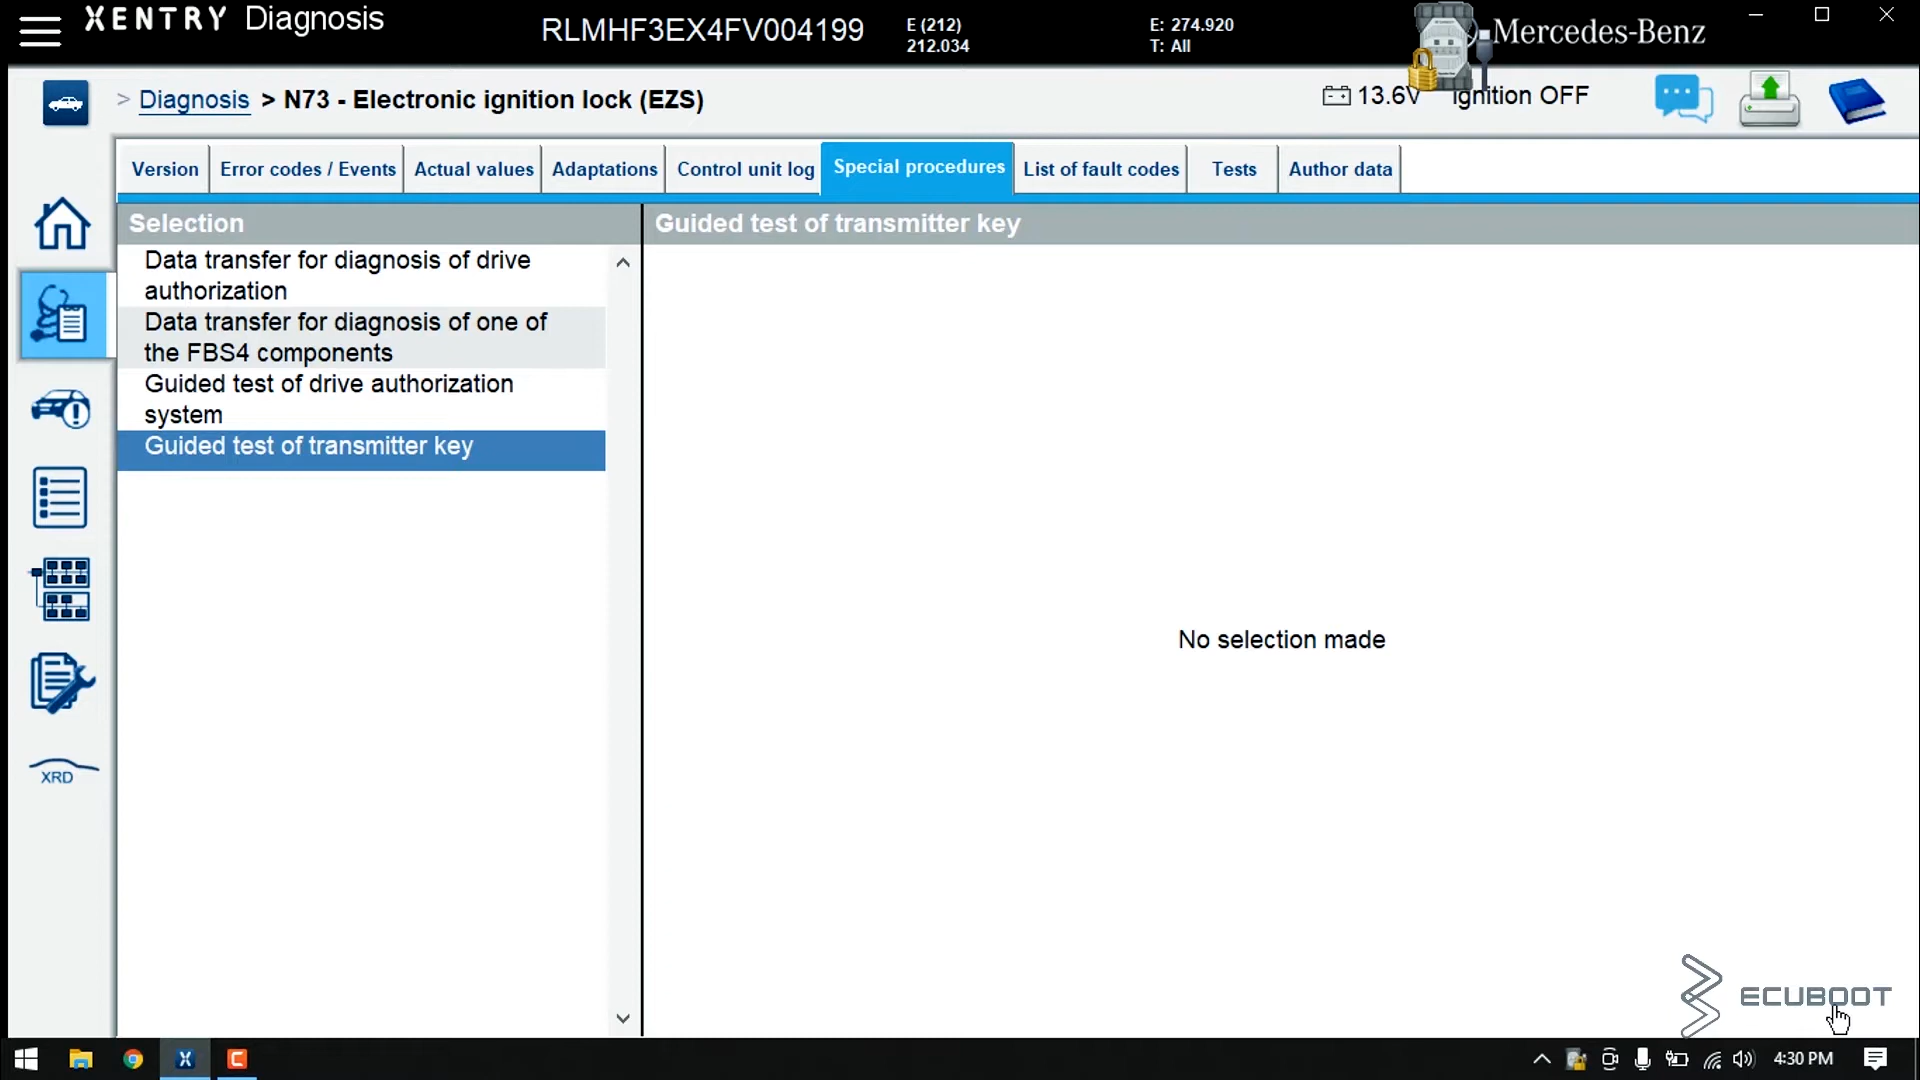 XENTRY Diagnosis
RLMHF3EX4FV004199
E (212)
212.034
E: 274.920
T: All
Mercedes-Benz
> Diagnosis > N73 - Electronic ignition lock (EZS)
13.6V
Ignition OFF
Version
Error codes / Events
Actual values
Adaptations
Control unit log
Special procedures
List of fault codes
Tests
Author data
Selection
Data transfer for diagnosis of drive
authorization
Data transfer for diagnosis of one of
the FBS4 components
Guided test of drive authorization
system
Guided test of transmitter key
Guided test of transmitter key
No selection made
XRD
ECUBOOT
X
C
4:30 PM